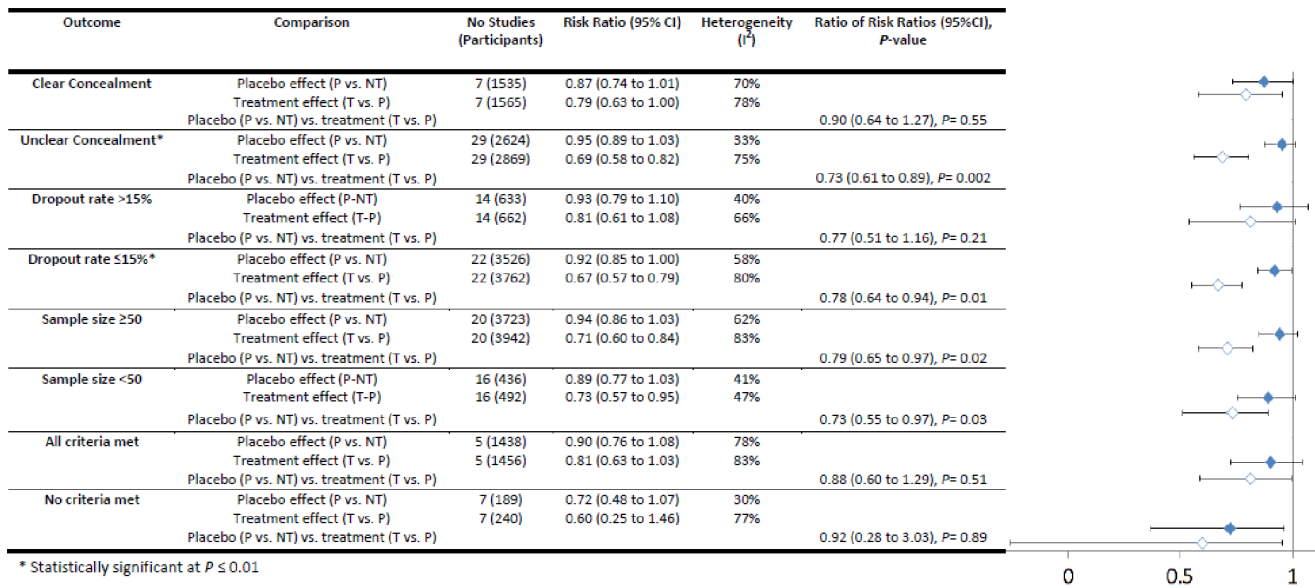 Outcome Comparison No Studies (Participants) Risk Ratio (95% CI) Heterogeneity (I²) Ratio of Risk Ratios (95%CI), P-value
Clear Concealment Placebo effect (P vs. NT) 7 (1535) 0.87 (0.74 to 1.01) 70%
Treatment effect (T vs. P) 7 (1565) 0.79 (0.63 to 1.00) 78%
Placebo (P vs. NT) vs. treatment (T vs. P) 0.90 (0.64 to 1.27), P= 0.55
Unclear Concealment* Placebo effect (P vs. NT) 29 (2624) 0.95 (0.89 to 1.03) 33%
Treatment effect (T vs. P) 29 (2869) 0.69 (0.58 to 0.82) 75%
Placebo (P vs. NT) vs. treatment (T vs. P) 0.73 (0.61 to 0.89), P= 0.002
Dropout rate >15% Placebo effect (P-NT) 14 (633) 0.93 (0.79 to 1.10) 40%
Treatment effect (T-P) 14 (662) 0.81 (0.61 to 1.08) 66%
Placebo (P vs. NT) vs. treatment (T vs. P) 0.77 (0.51 to 1.16), P= 0.21
Dropout rate ≤15%* Placebo effect (P vs. NT) 22 (3526) 0.92 (0.85 to 1.00) 58%
Treatment effect (T vs. P) 22 (3762) 0.67 (0.57 to 0.79) 80%
Placebo (P vs. NT) vs. treatment (T vs. P) 0.78 (0.64 to 0.94), P= 0.01
Sample size ≥50 Placebo effect (P vs. NT) 20 (3723) 0.94 (0.86 to 1.03) 62%
Treatment effect (T vs. P) 20 (3942) 0.71 (0.60 to 0.84) 83%
Placebo (P vs. NT) vs. treatment (T vs. P) 0.79 (0.65 to 0.97), P= 0.02
Sample size <50 Placebo effect (P-NT) 16 (436) 0.89 (0.77 to 1.03) 41%
Treatment effect (T-P) 16 (492) 0.73 (0.57 to 0.95) 47%
Placebo (P vs. NT) vs. treatment (T vs. P) 0.73 (0.55 to 0.97), P= 0.03
All criteria met Placebo effect (P vs. NT) 5 (1438) 0.90 (0.76 to 1.08) 78%
Treatment effect (T vs. P) 5 (1456) 0.81 (0.63 to 1.03) 83%
Placebo (P vs. NT) vs. treatment (T vs. P) 0.88 (0.60 to 1.29), P= 0.51
No criteria met Placebo effect (P vs. NT) 7 (189) 0.72 (0.48 to 1.07) 30%
Treatment effect (T vs. P) 7 (240) 0.60 (0.25 to 1.46) 77%
Placebo (P vs. NT) vs. treatment (T vs. P) 0.92 (0.28 to 3.03), P= 0.89
* Statistically significant at P ≤ 0.01
0 0.5 1